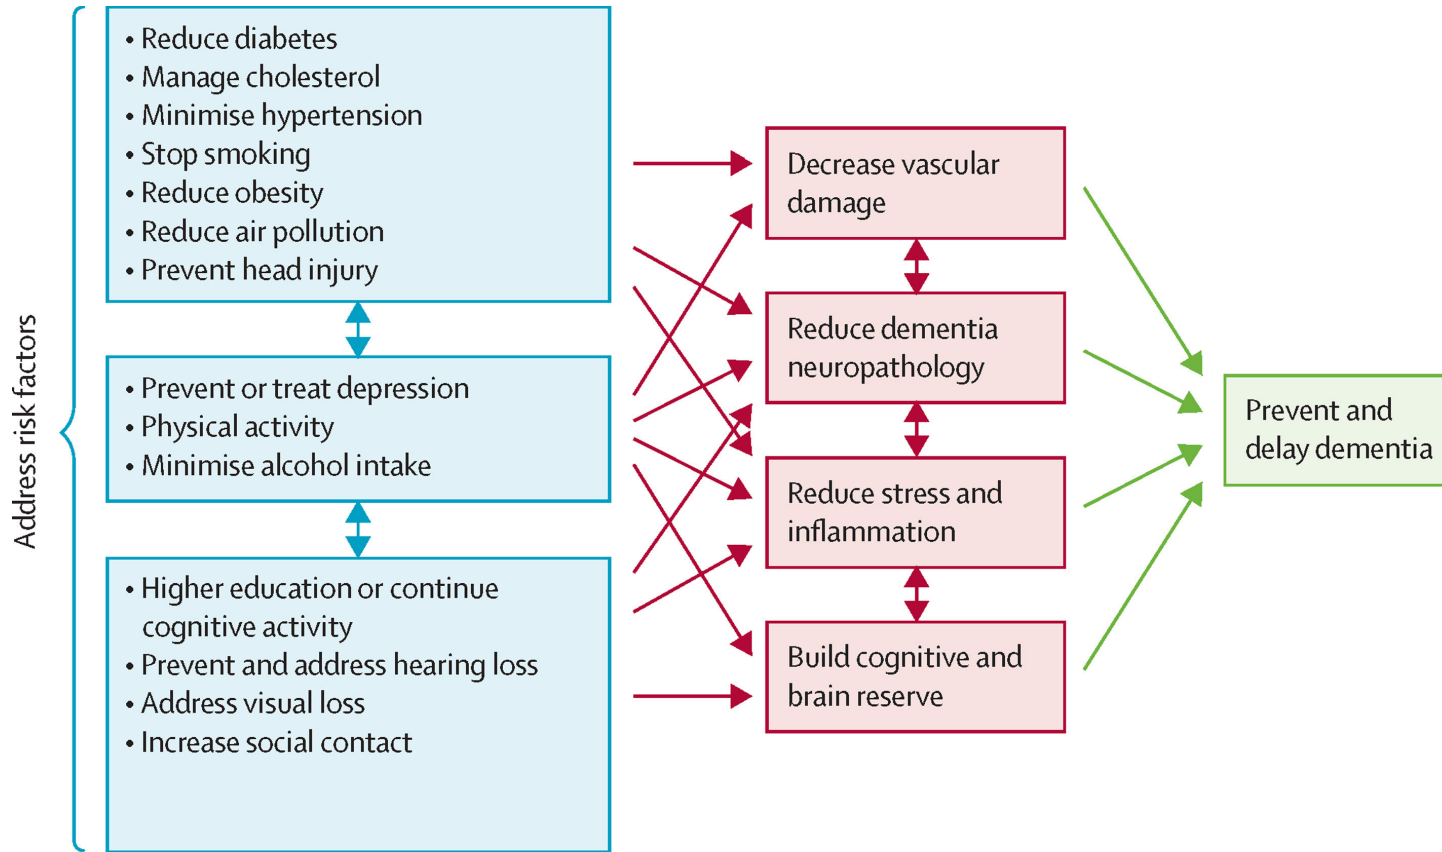 Address risk factors
• Reduce diabetes
• Manage cholesterol
• Minimise hypertension
• Stop smoking
• Reduce obesity
• Reduce air pollution
• Prevent head injury
• Prevent or treat depression
• Physical activity
• Minimise alcohol intake
• Higher education or continue
cognitive activity
• Prevent and address hearing loss
• Address visual loss
• Increase social contact
Decrease vascular
damage
Reduce dementia
neuropathology
Reduce stress and
inflammation
Build cognitive and
brain reserve
Prevent and
delay dementia